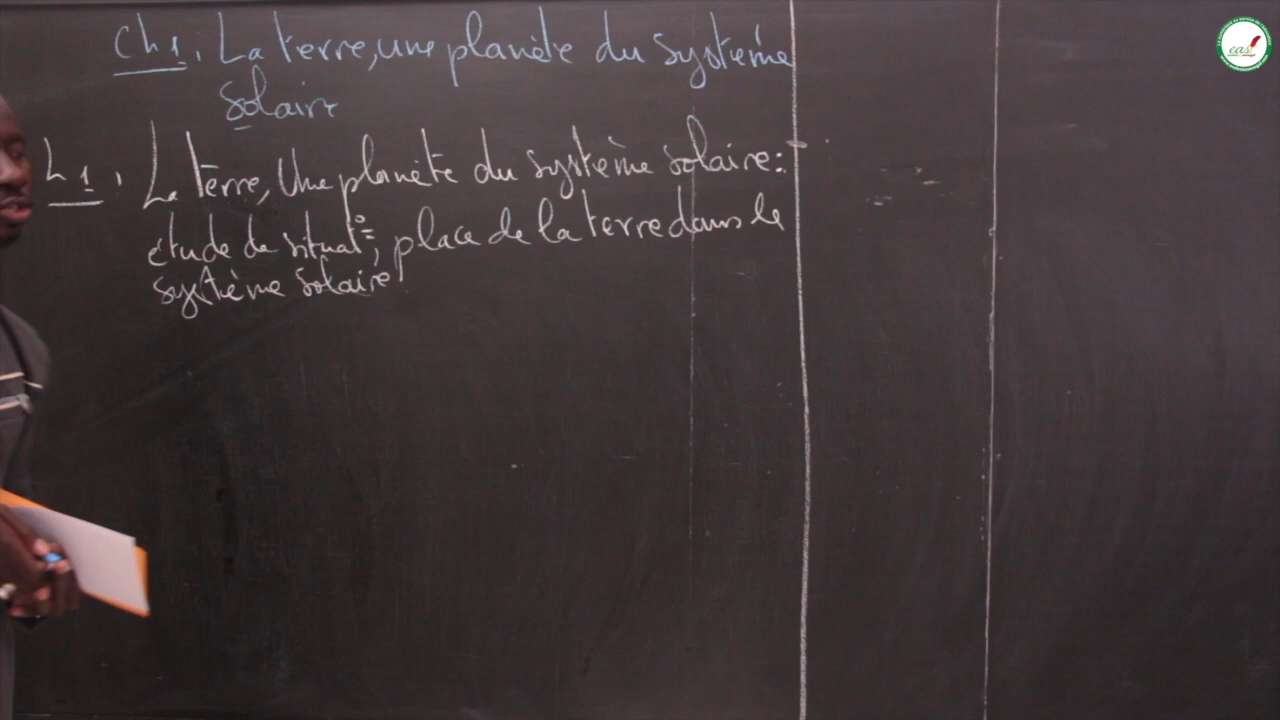 Ch1. La terre, une planète du système
solaire
L1. La terre, Une planète du système solaire:
étude de situat°, place de la terre dans le
système solaire.
eas!